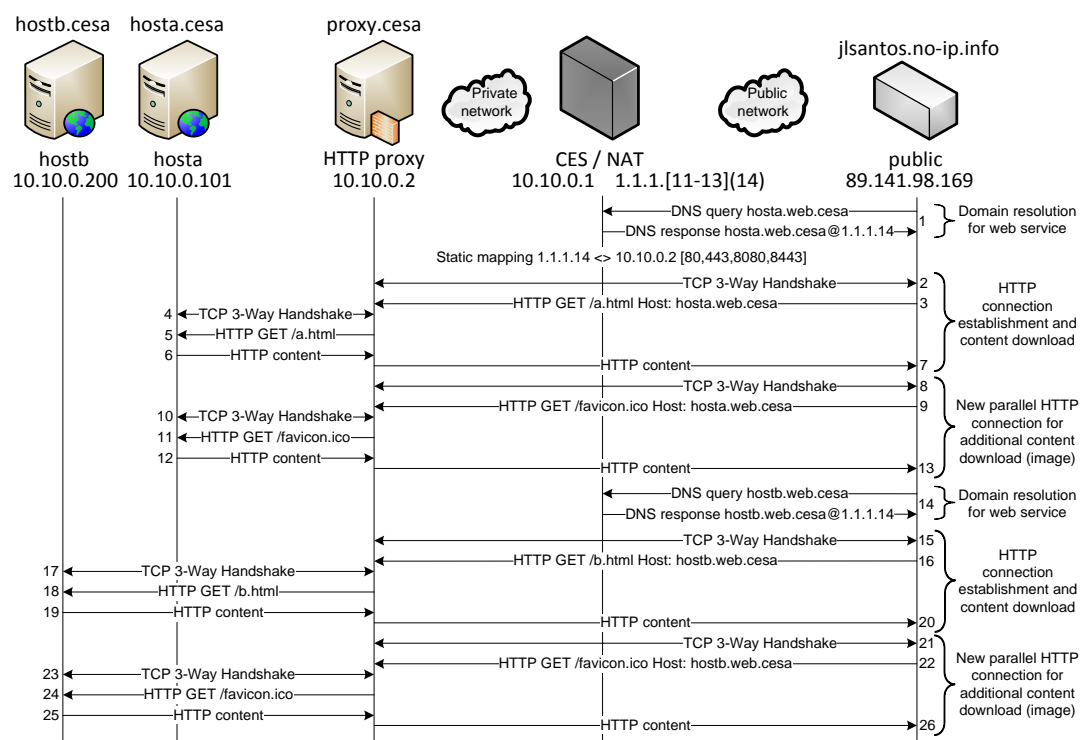 hostb.cesa hosta.cesa proxy.cesa
jlsantos.no-ip.info
Private network
Public network
hostb hosta HTTP proxy CES / NAT public
10.10.0.200 10.10.0.101 10.10.0.2 10.10.0.1 1.1.1.[11-13](14) 89.141.98.169
DNS query hosta.web.cesa
1
DNS response hosta.web.cesa@1.1.1.14
Domain resolution
for web service
Static mapping 1.1.1.14 <> 10.10.0.2 [80,443,8080,8443]
TCP 3-Way Handshake 2
HTTP GET /a.html Host: hosta.web.cesa 3
4 TCP 3-Way Handshake
5 HTTP GET /a.html
6 HTTP content
HTTP content 7
HTTP
connection
establishment and
content download
TCP 3-Way Handshake 8
HTTP GET /favicon.ico Host: hosta.web.cesa 9
10 TCP 3-Way Handshake
11 HTTP GET /favicon.ico
12 HTTP content
HTTP content 13
New parallel HTTP
connection for
additional content
download (image)
DNS query hostb.web.cesa
14
DNS response hostb.web.cesa@1.1.1.14
Domain resolution
for web service
TCP 3-Way Handshake 15
HTTP GET /b.html Host: hostb.web.cesa 16
17 TCP 3-Way Handshake
18 HTTP GET /b.html
19 HTTP content
HTTP content 20
HTTP
connection
establishment and
content download
TCP 3-Way Handshake 21
HTTP GET /favicon.ico Host: hostb.web.cesa 22
23 TCP 3-Way Handshake
24 HTTP GET /favicon.ico
25 HTTP content
HTTP content 26
New parallel HTTP
connection for
additional content
download (image)